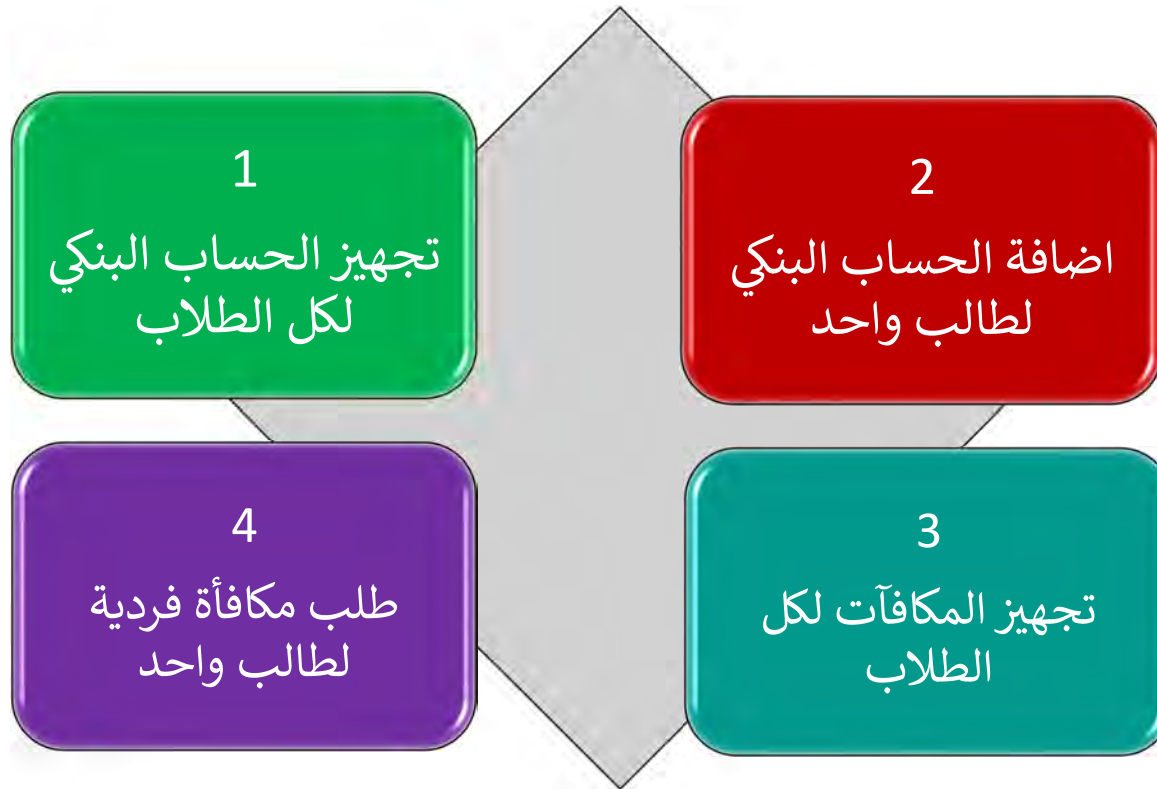 1
تجهيز الحساب البنكي
لكل الطلاب
2
اضافة الحساب البنكي
لطالب واحد
3
تجهيز المكافآت لكل
الطلاب
4
طلب مكافأة فردية
لطالب واحد